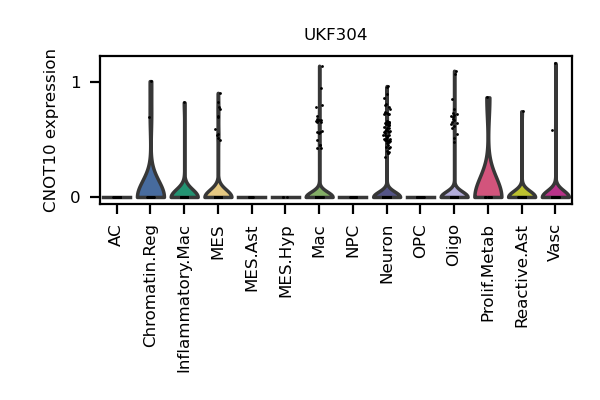 UKF304
CNOT10 expression
1
0
AC
Chromatin.Reg
Inflammatory.Mac
MES
MES.Ast
MES.Hyp
Mac
NPC
Neuron
OPC
Oligo
Prolif.Metab
Reactive.Ast
Vasc